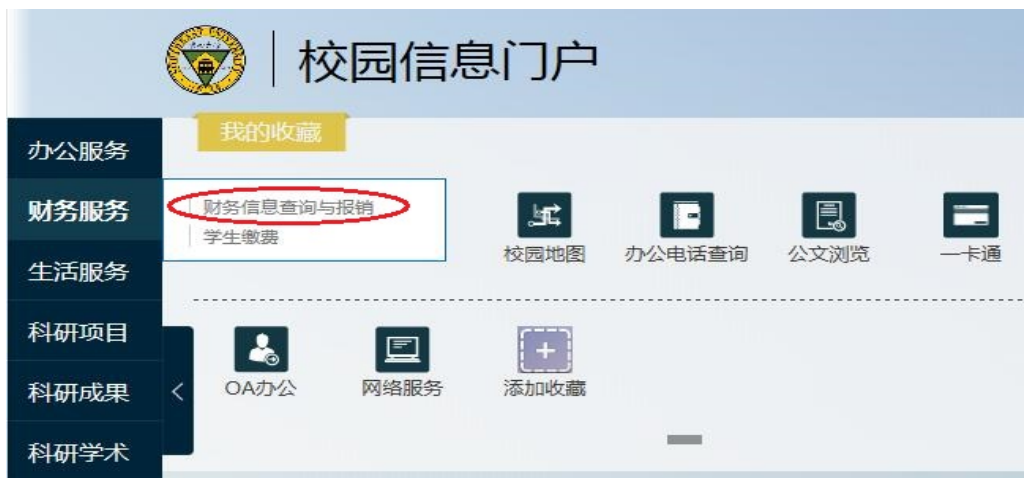 校园信息门户
我的收藏
办公服务
财务服务
财务信息查询与报销
学生缴费
生活服务
科研项目
科研成果
科研学术
校园地图
办公电话查询
公文浏览
一卡通
OA办公
网络服务
添加收藏